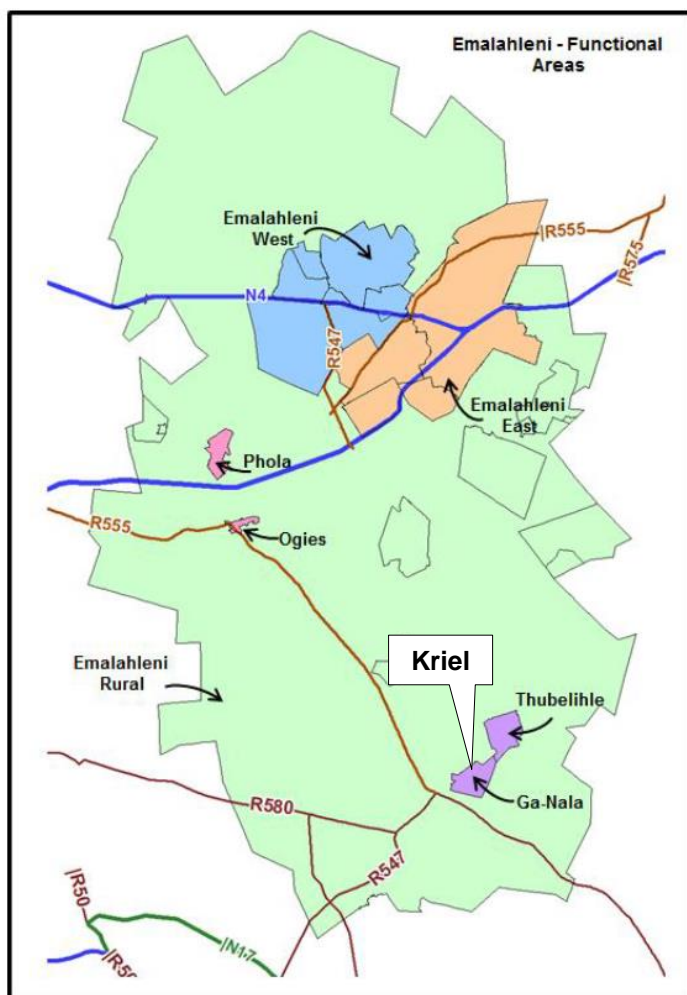 Emalahleni - Functional
Areas
Emalahleni
West
|R555
|R575
N4
R547
Emalahleni
East
Phola
R555
Ogies
Kriel
Emalahleni
Rural
Thubelihle
Ga-Nala
R580
R547
|R50
|N17